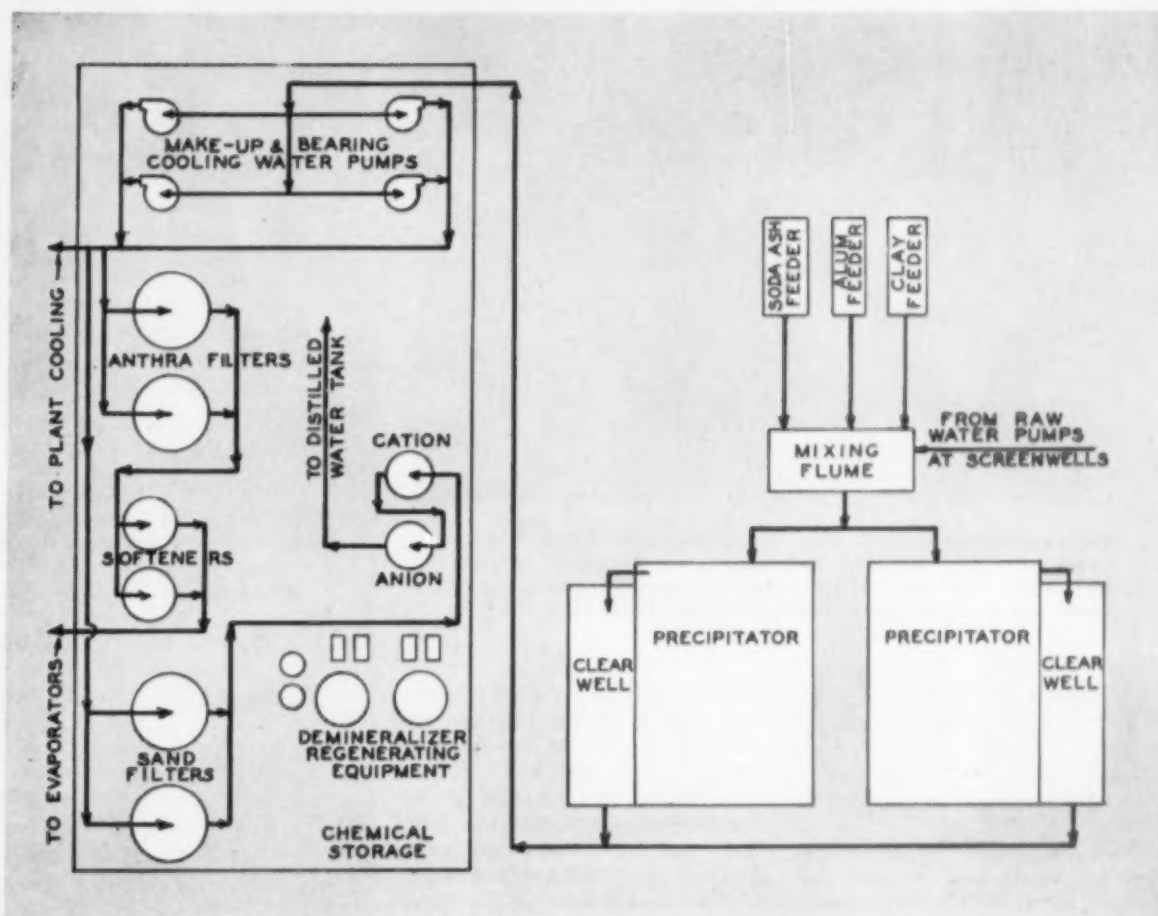 MAKE-UP & BEARING
COOLING WATER PUMPS
TO PLANT COOLING
ANTHRA FILTERS
TO DISTILLED
WATER TANK
CATION
ANION
SOFTENERS
TO EVAPORATORS
SAND
FILTERS
DEMINERALIZER
REGENERATING
EQUIPMENT
CHEMICAL
STORAGE
SODA ASH
FEEDER
ALUM
FEEDER
CLAY
FEEDER
MIXING
FLUME
FROM RAW
WATER PUMPS
AT SCREENWELLS
CLEAR
WELL
PRECIPITATOR
PRECIPITATOR
CLEAR
WELL